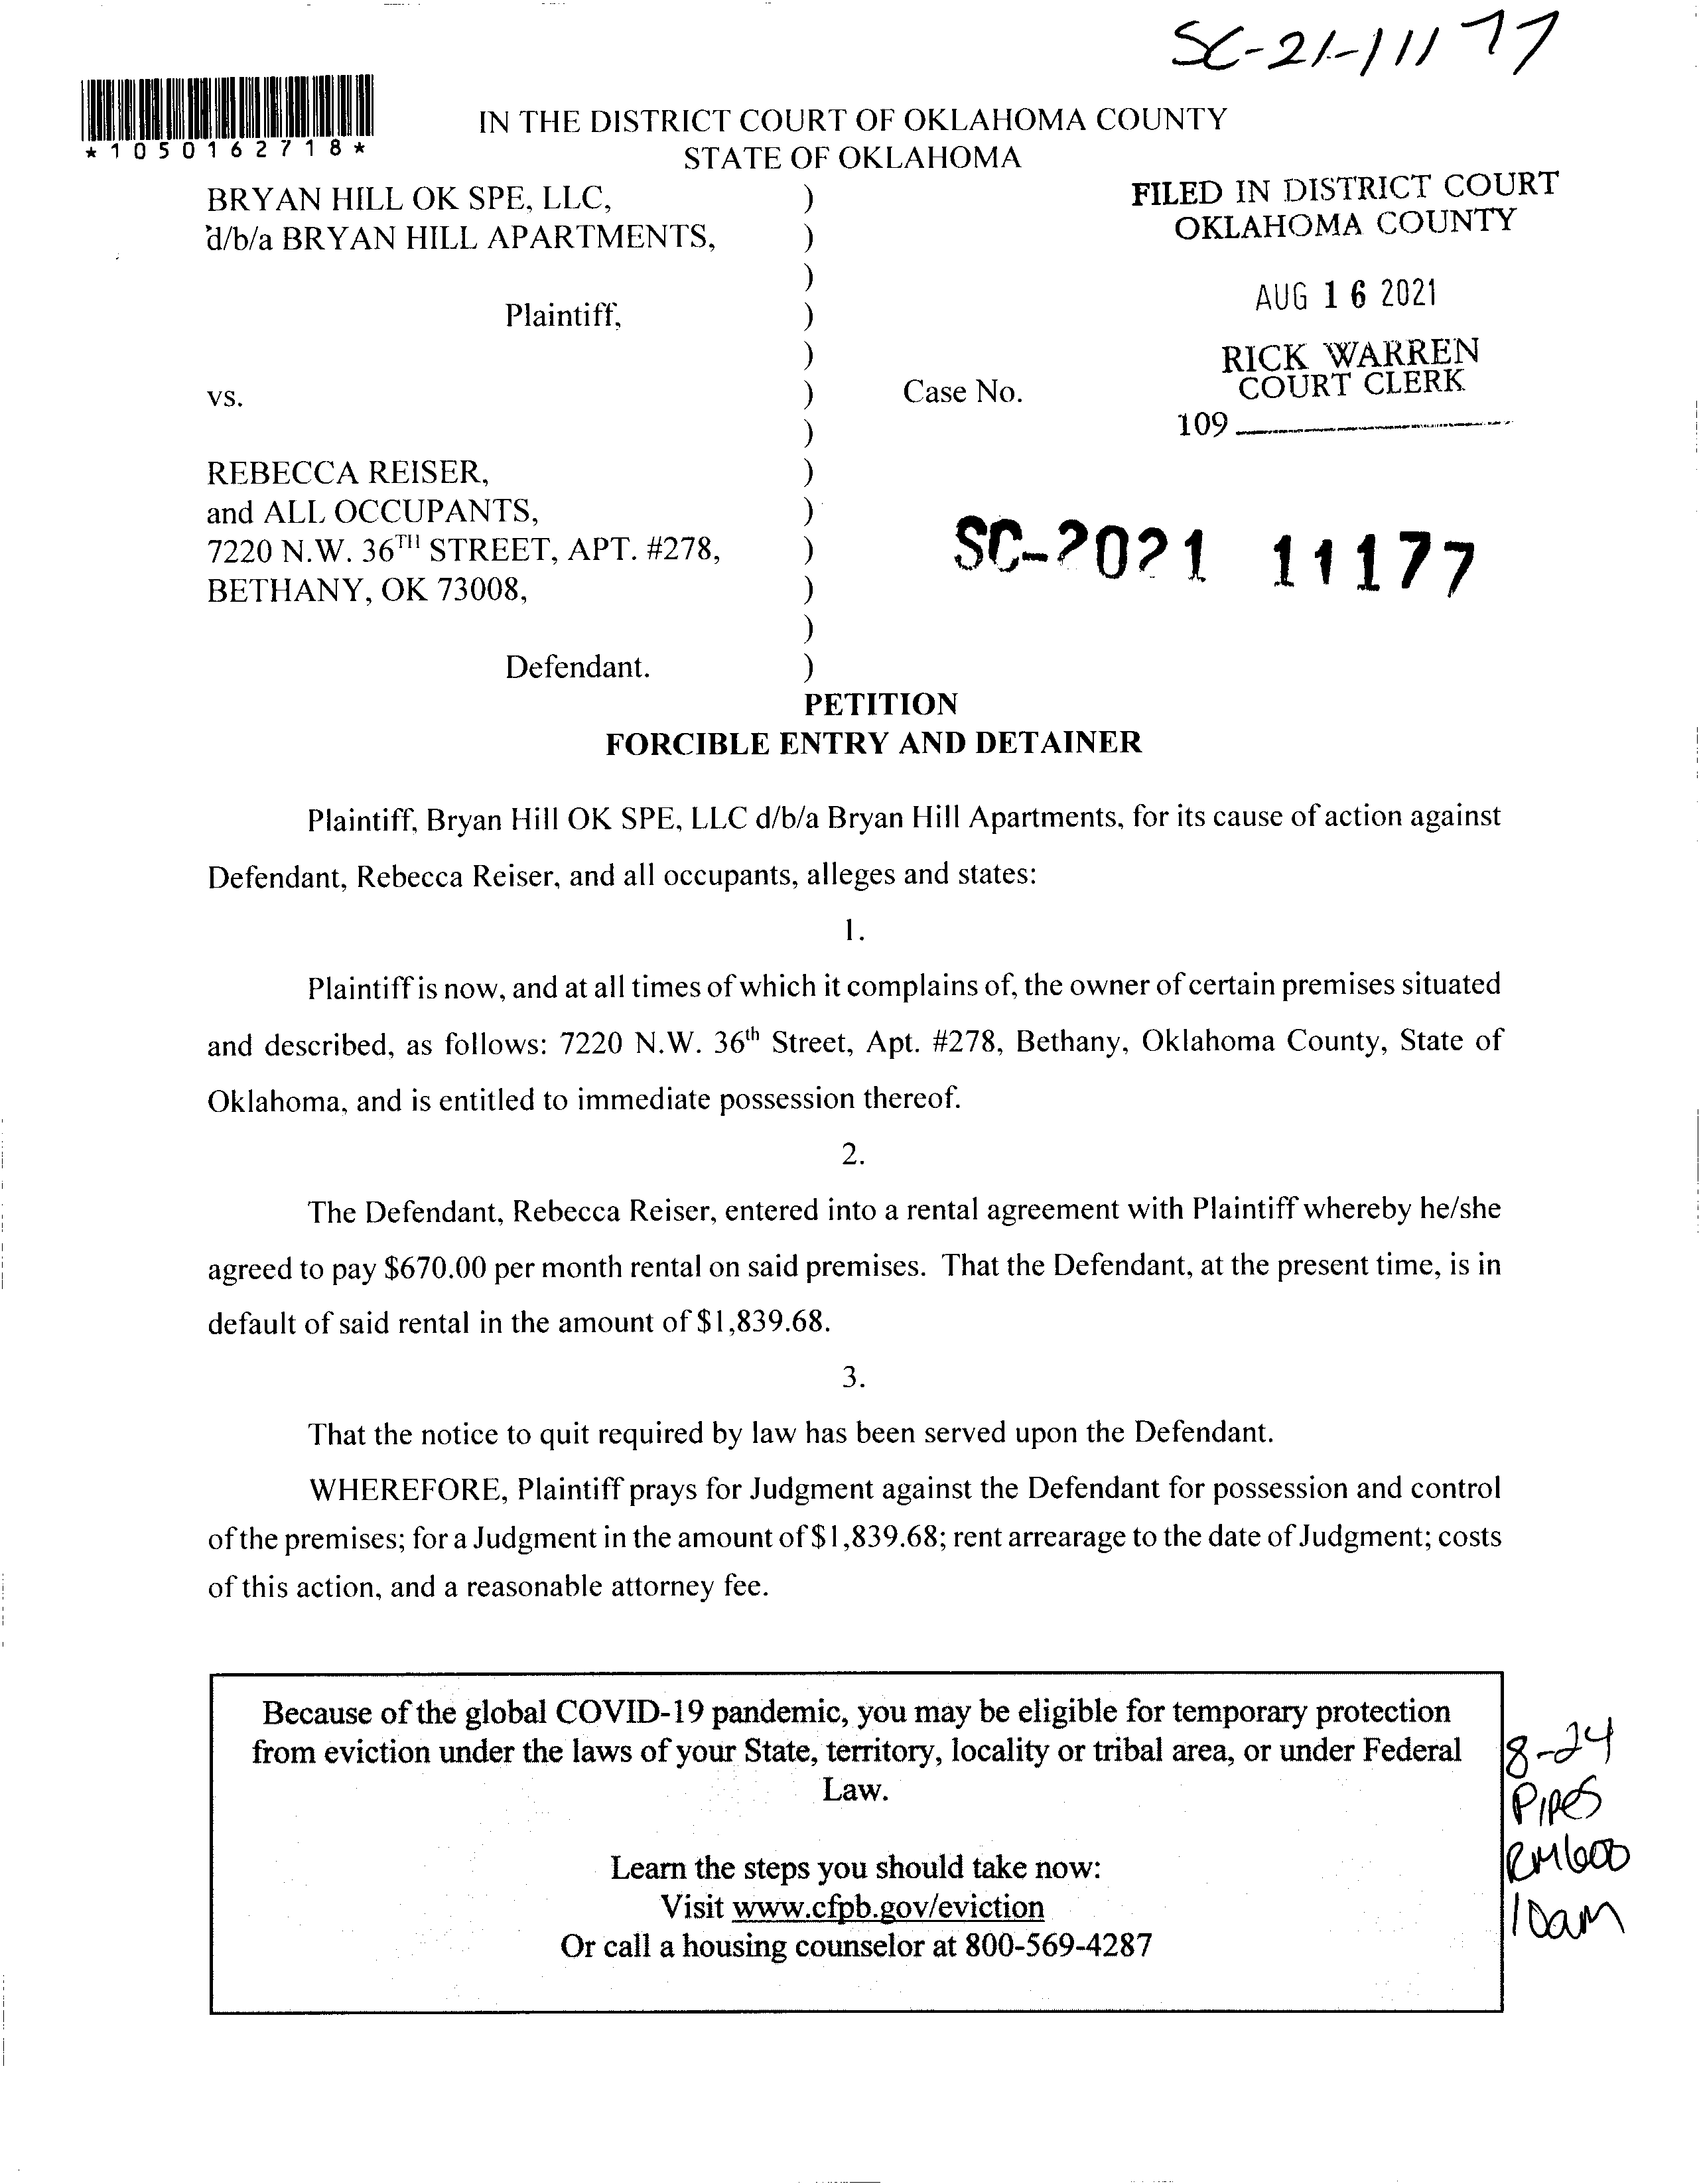 SC-21-11177
*1050162718*
IN THE DISTRICT COURT OF OKLAHOMA COUNTY
STATE OF OKLAHOMA
BRYAN HILL OK SPE, LLC, )
d/b/a BRYAN HILL APARTMENTS, )
)
Plaintiff, )
)
vs. ) Case No.
)
REBECCA REISER, )
and ALL OCCUPANTS, )
7220 N.W. 36TH STREET, APT. #278, )
BETHANY, OK 73008, )
)
Defendant. )
FILED IN DISTRICT COURT
OKLAHOMA COUNTY
AUG 16 2021
RICK WARREN
COURT CLERK
109
SC-2021 11177
PETITION
FORCIBLE ENTRY AND DETAINER
Plaintiff, Bryan Hill OK SPE, LLC d/b/a Bryan Hill Apartments, for its cause of action against
Defendant, Rebecca Reiser, and all occupants, alleges and states:
1.
Plaintiff is now, and at all times of which it complains of, the owner of certain premises situated
and described, as follows: 7220 N.W. 36th Street, Apt. #278, Bethany, Oklahoma County, State of
Oklahoma, and is entitled to immediate possession thereof.
2.
The Defendant, Rebecca Reiser, entered into a rental agreement with Plaintiff whereby he/she
agreed to pay $670.00 per month rental on said premises. That the Defendant, at the present time, is in
default of said rental in the amount of $1,839.68.
3.
That the notice to quit required by law has been served upon the Defendant.
WHEREFORE, Plaintiff prays for Judgment against the Defendant for possession and control
of the premises; for a Judgment in the amount of $1,839.68; rent arrearage to the date of Judgment; costs
of this action, and a reasonable attorney fee.
Because of the global COVID-19 pandemic, you may be eligible for temporary protection
from eviction under the laws of your State, territory, locality or tribal area, or under Federal
Law.
Learn the steps you should take now:
Visit www.cfpb.gov/eviction
Or call a housing counselor at 800-569-4287
8-24
PIPES
RM600
10am